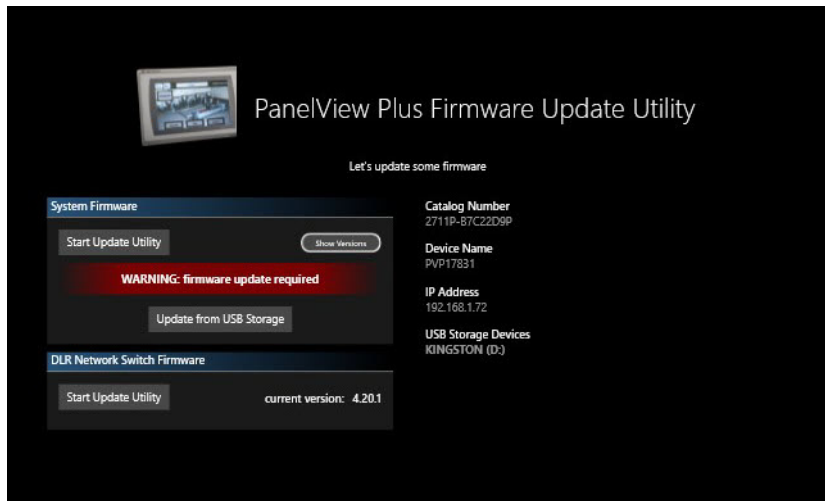 PanelView Plus Firmware Update Utility
Let's update some firmware
System Firmware
Start Update Utility
Show Versions
WARNING: firmware update required
Update from USB Storage
DLR Network Switch Firmware
Start Update Utility
current version: 4.20.1
Catalog Number
2711P-B7C22D9P
Device Name
PVP17831
IP Address
192.168.1.72
USB Storage Devices
KINGSTON (D:)